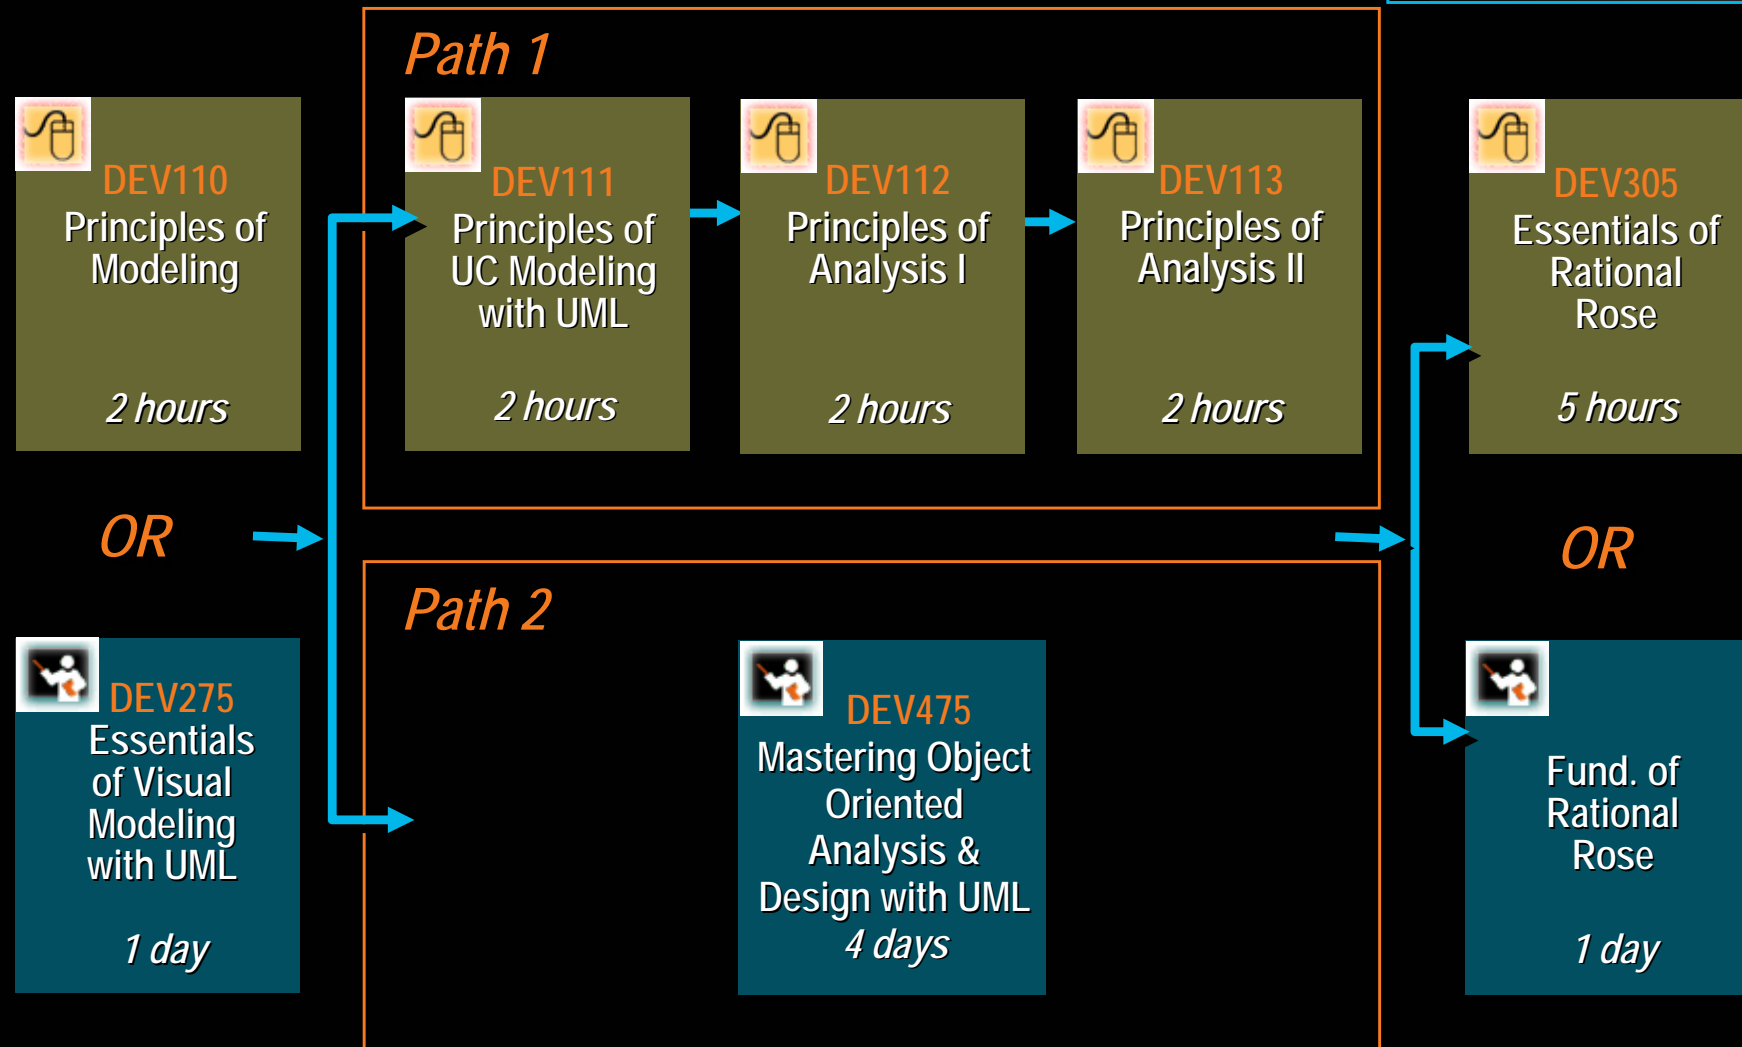 Path 1
DEV110
Principles of
Modeling
2 hours
DEV111
Principles of
UC Modeling
with UML
2 hours
DEV112
Principles of
Analysis I
2 hours
DEV113
Principles of
Analysis II
2 hours
DEV305
Essentials of
Rational
Rose
5 hours
OR
OR
Path 2
DEV275
Essentials
of Visual
Modeling
with UML
1 day
DEV475
Mastering Object
Oriented
Analysis &
Design with UML
4 days
Fund. of
Rational
Rose
1 day